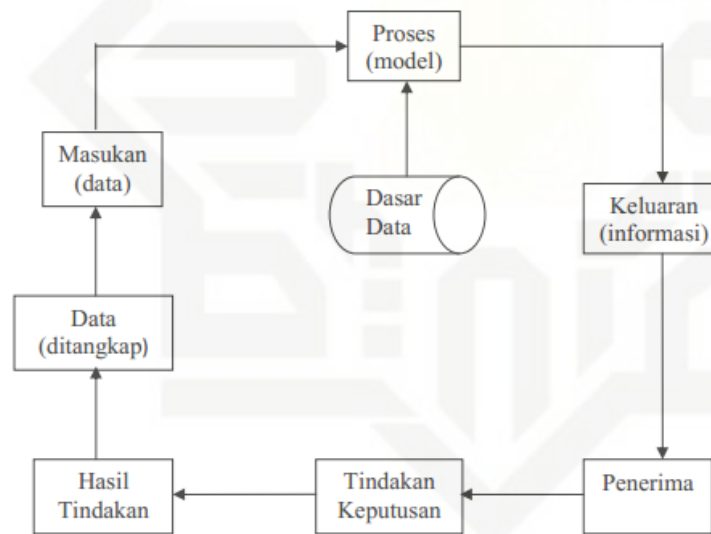 Proses
(model)
Masukan
(data)
Dasar
Data
Keluaran
(informasi)
Data
(ditangkap)
Hasil
Tindakan
Tindakan
Keputusan
Penerima